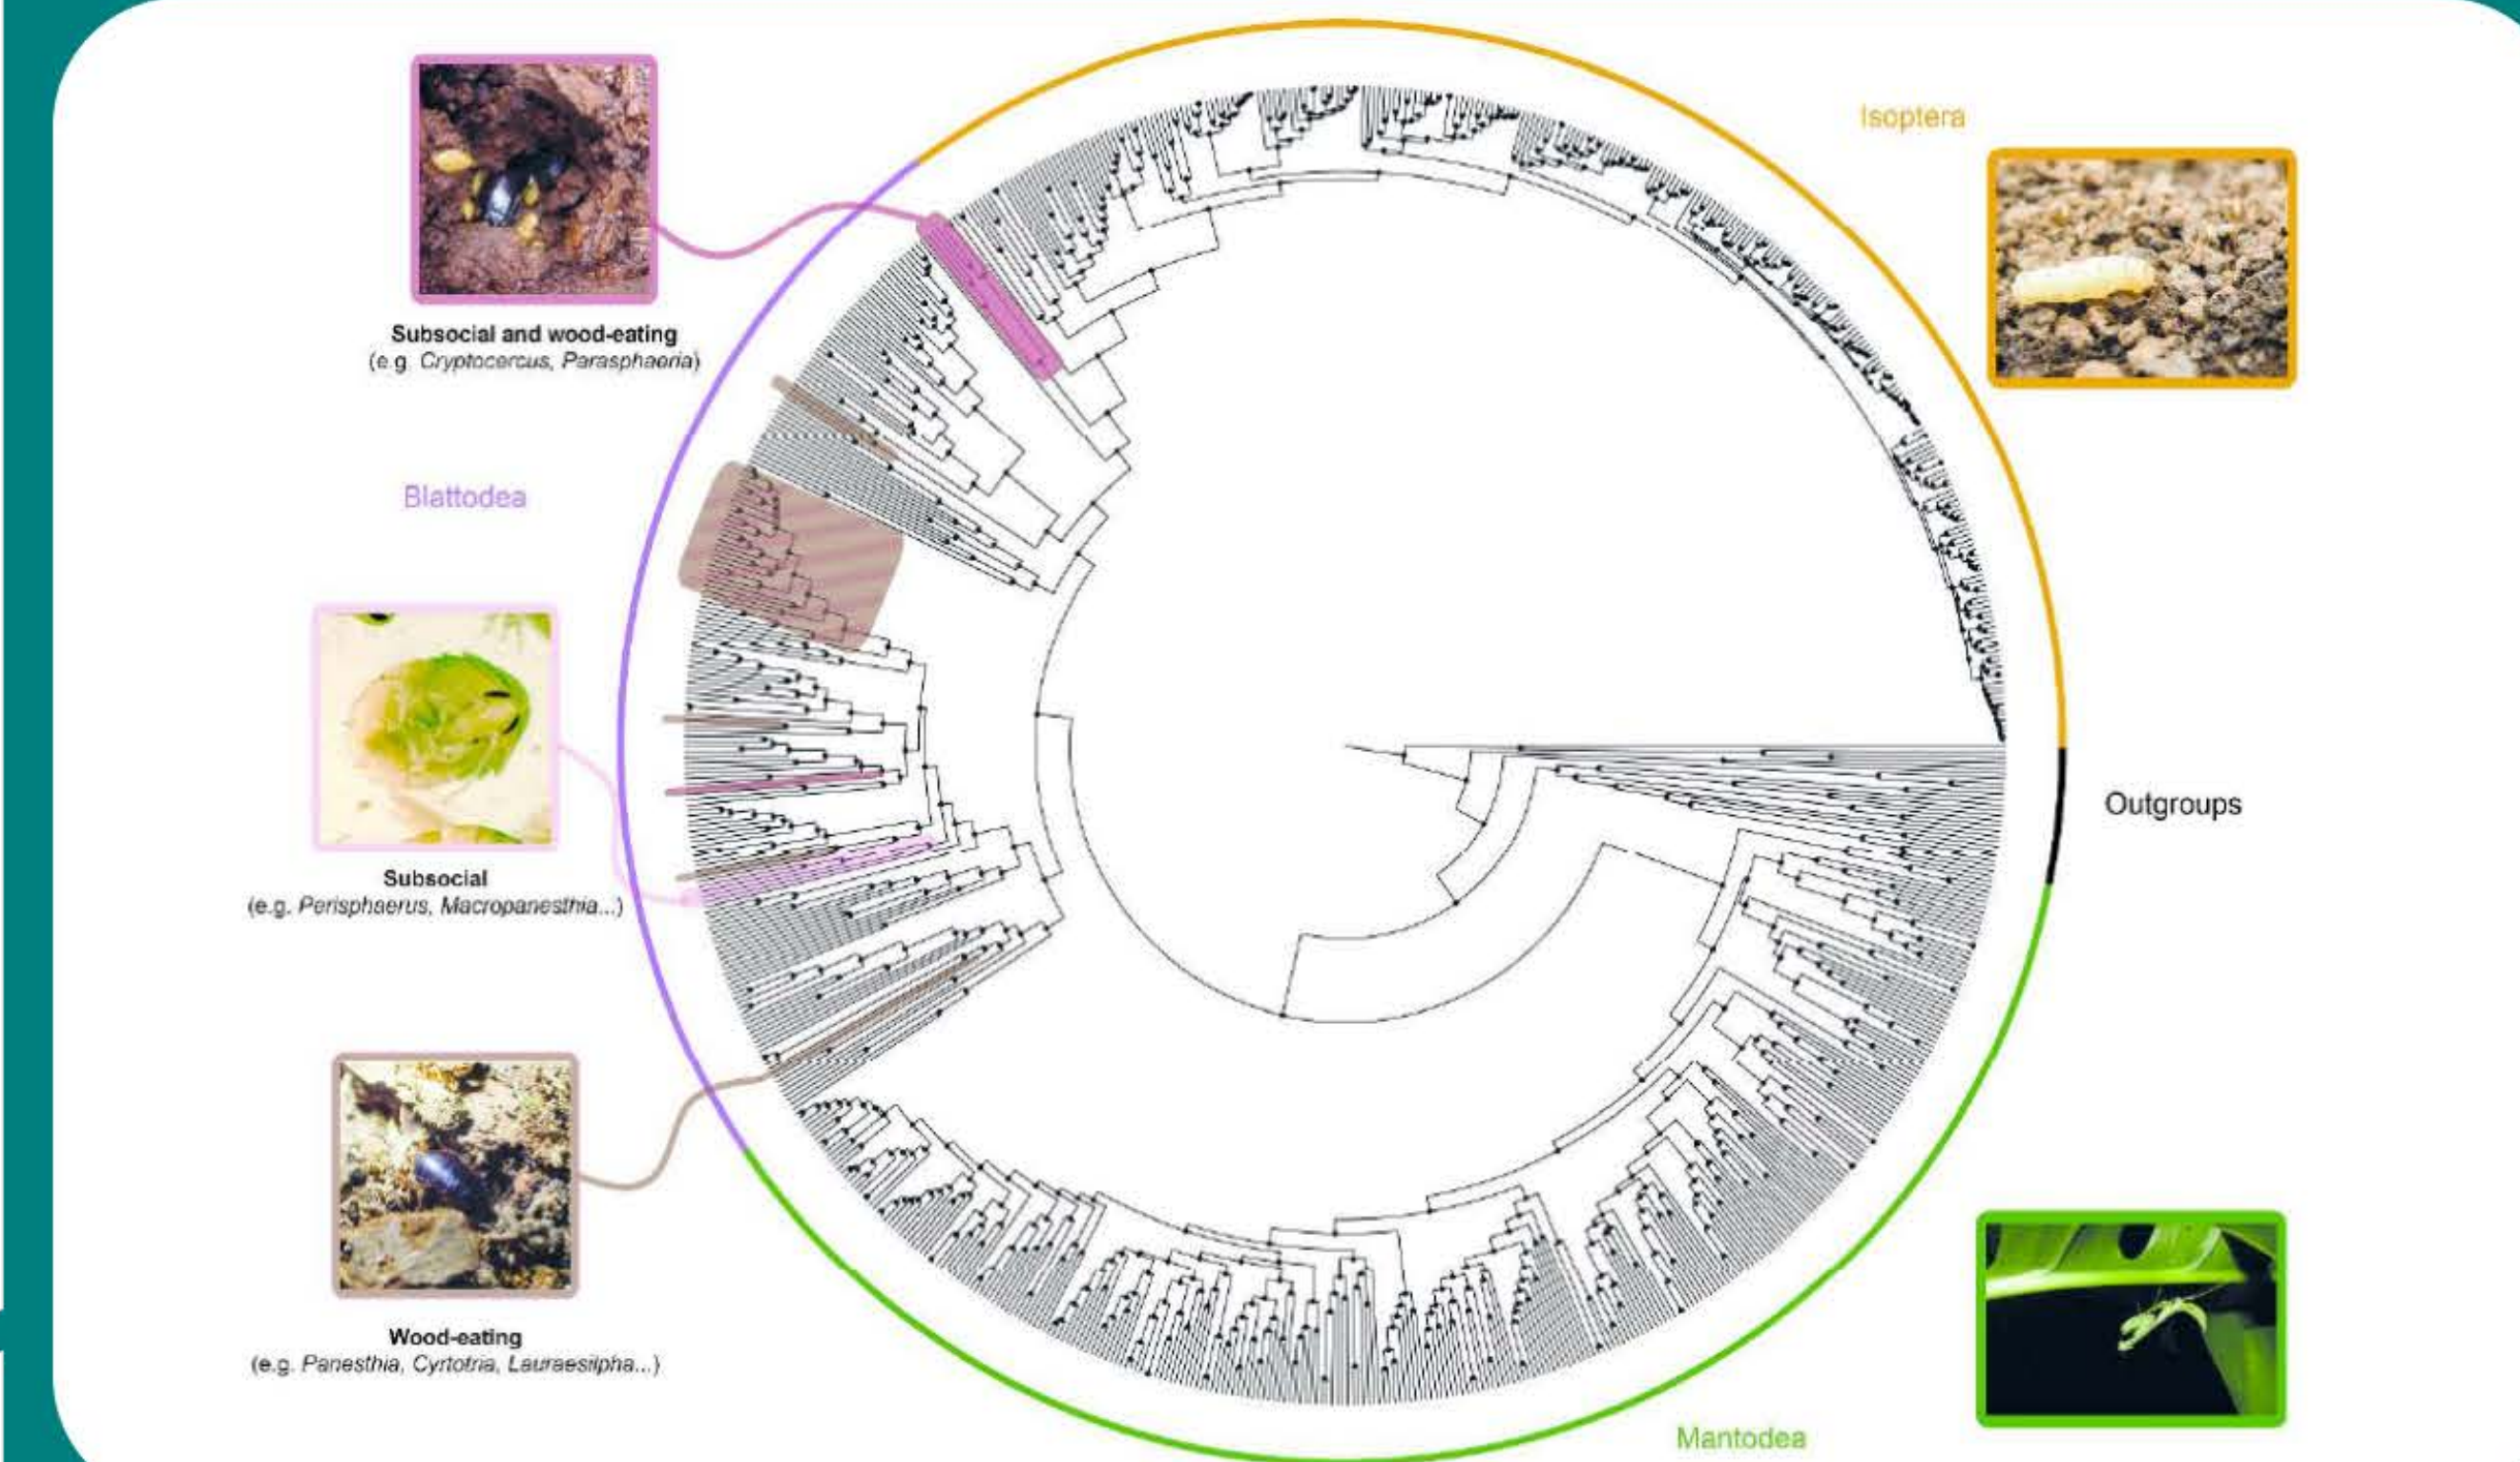 Isoptera
Subsocial and wood-eating
(e.g. Cryptocercus, Parasphaeria)
Blattodea
Outgroups
Subsocial
(e.g. Perisphaerus, Macropanesthia...)
Wood-eating
(e.g. Panesthia, Cyrtotria, Lauraesilpha...)
Mantodea